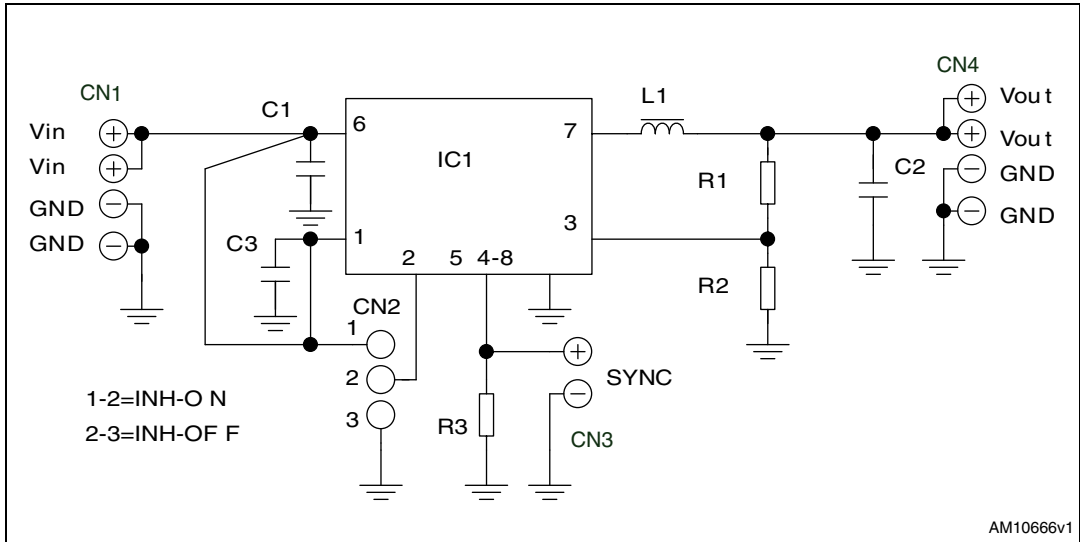 CN1
Vin
Vin
GND
GND
C1
6
IC1
7
L1
CN4
Vout
Vout
GND
GND
C2
R1
3
R2
C3
1
2
5
4-8
CN2
1
2
3
R3
SYNC
CN3
1-2=INH-O N
2-3=INH-OF F
AM10666v1